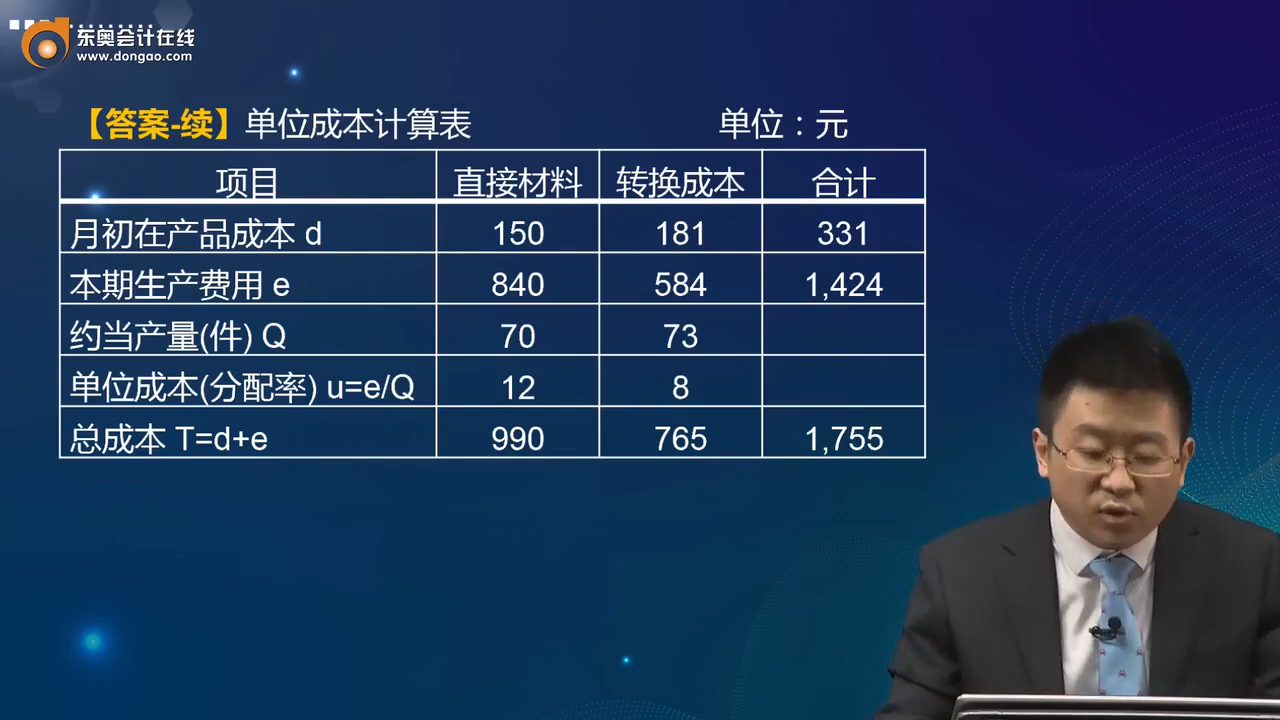 东奥会计在线
www.dongao.com
【答案-续】单位成本计算表 单位：元
项目 直接材料 转换成本 合计
月初在产品成本 d 150 181 331
本期生产费用 e 840 584 1,424
约当产量(件) Q 70 73
单位成本(分配率) u=e/Q 12 8
总成本 T=d+e 990 765 1,755